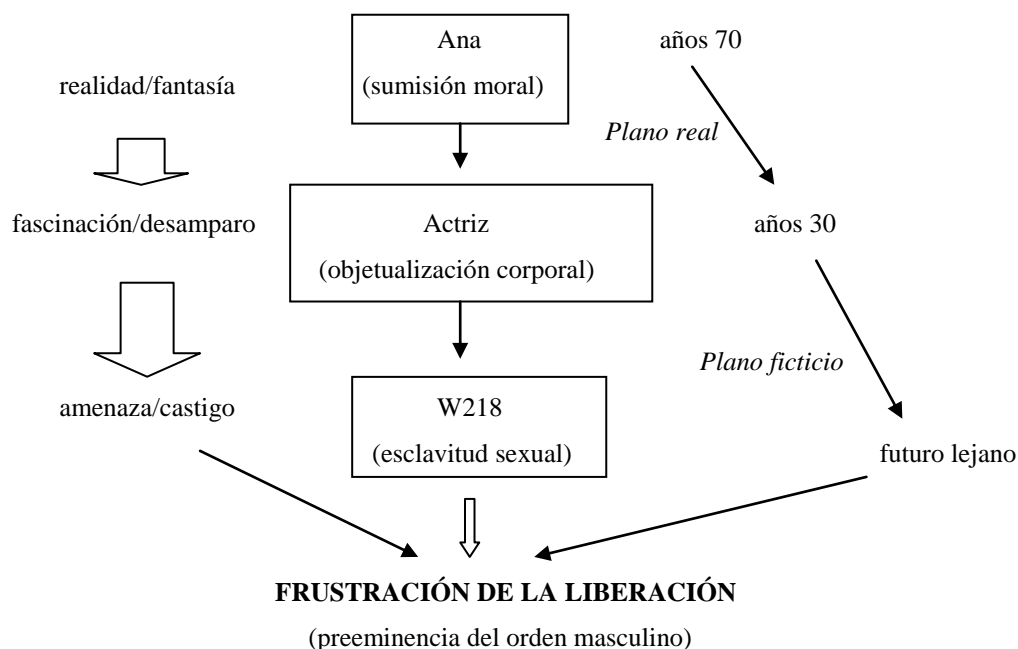 Ana
(sumisión moral)
años 70
realidad/fantasía
Plano real
fascinación/desamparo
Actriz
(objetualización corporal)
años 30
Plano ficticio
amenaza/castigo
W218
(esclavitud sexual)
futuro lejano
FRUSTRACIÓN DE LA LIBERACIÓN
(preeminencia del orden masculino)